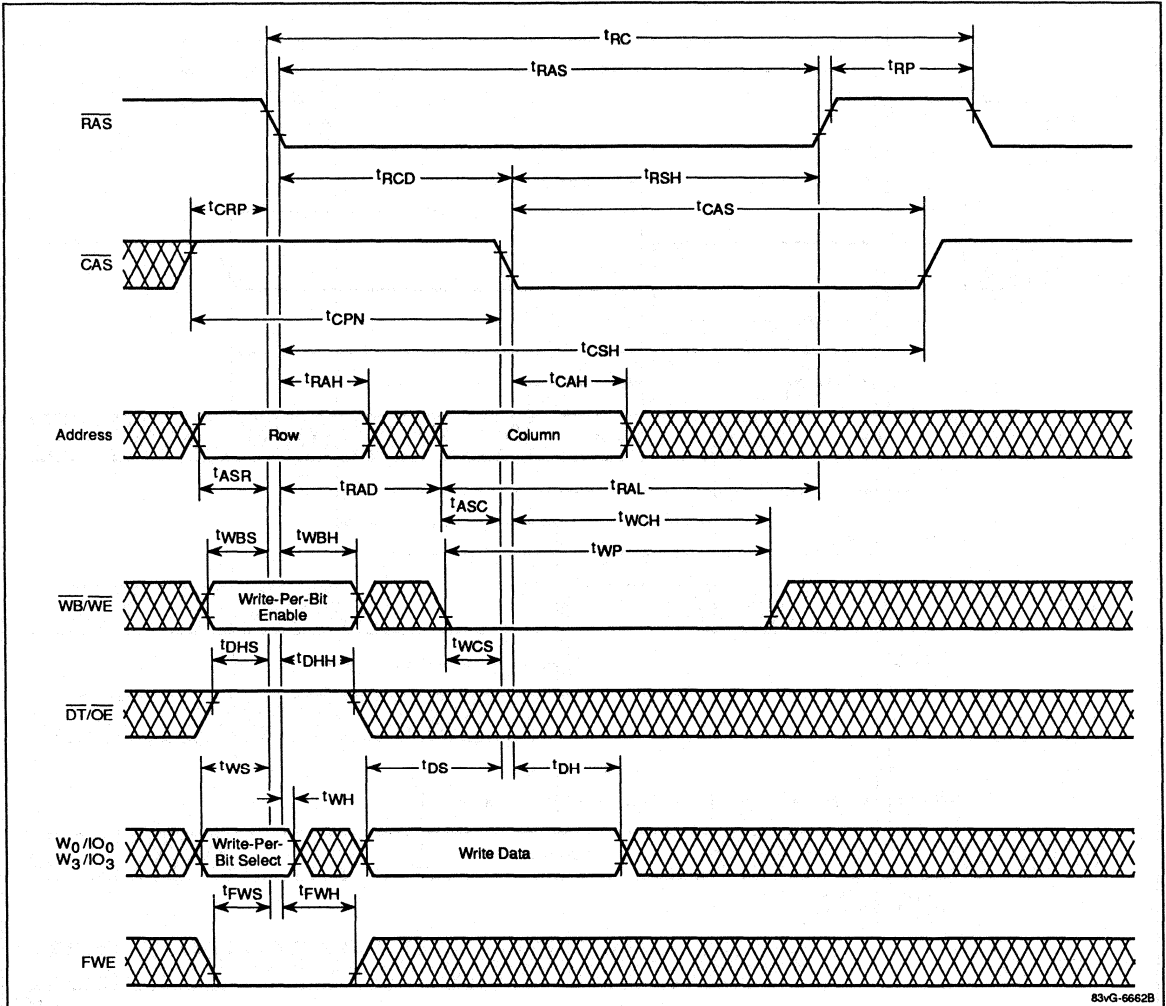 tRC
tRAS
tRP
RAS
tRCD
tRSH
tCRP
tCAS
CAS
tCPN
tCSH
tRAH
tCAH
Address
Row
Column
tASR
tRAD
tRAL
tASC
tWCH
tWBS
tWBH
tWP
WB/WE
Write-Per-Bit
Enable
tDHS
tDHH
tWCS
DT/OE
tWS
tDS
tDH
tWH
W0/IO0
W3/IO3
Write-Per-
Bit Select
Write Data
tFWS
tFWH
FWE
83vG-6662B